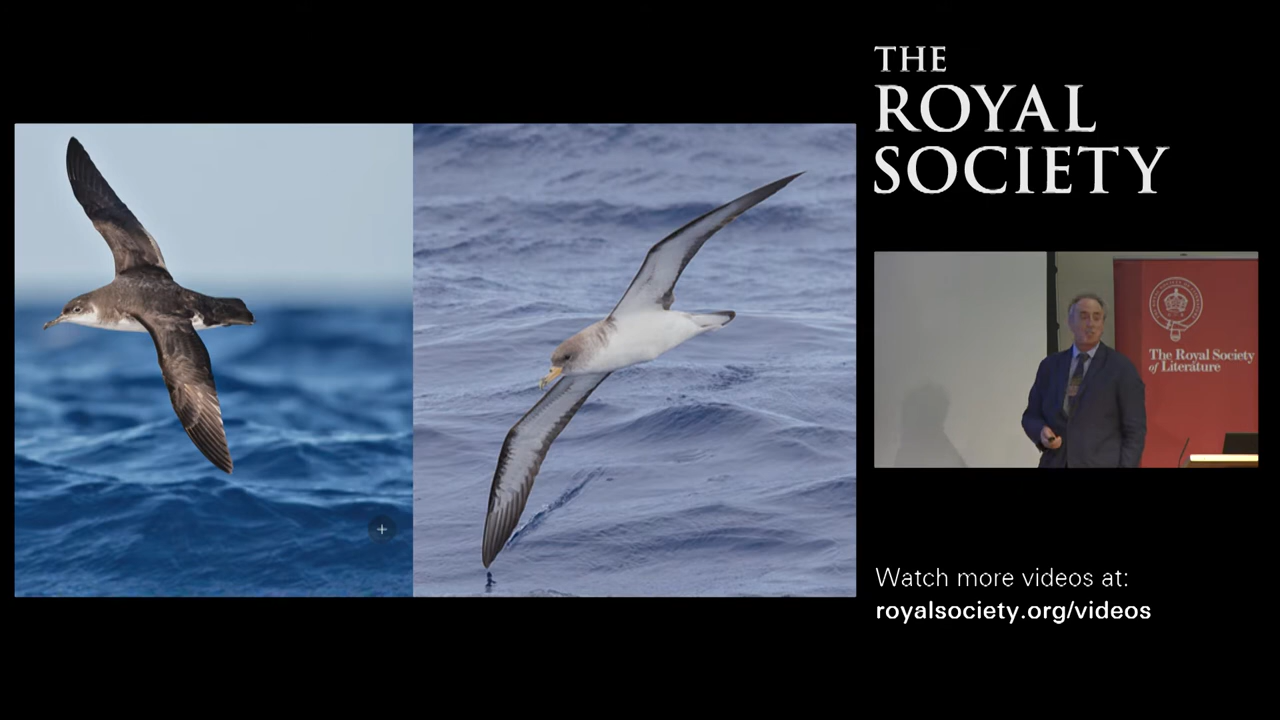 THE
ROYAL
SOCIETY
The Royal Society
of Literature
Watch more videos at:
royalsociety.org/videos